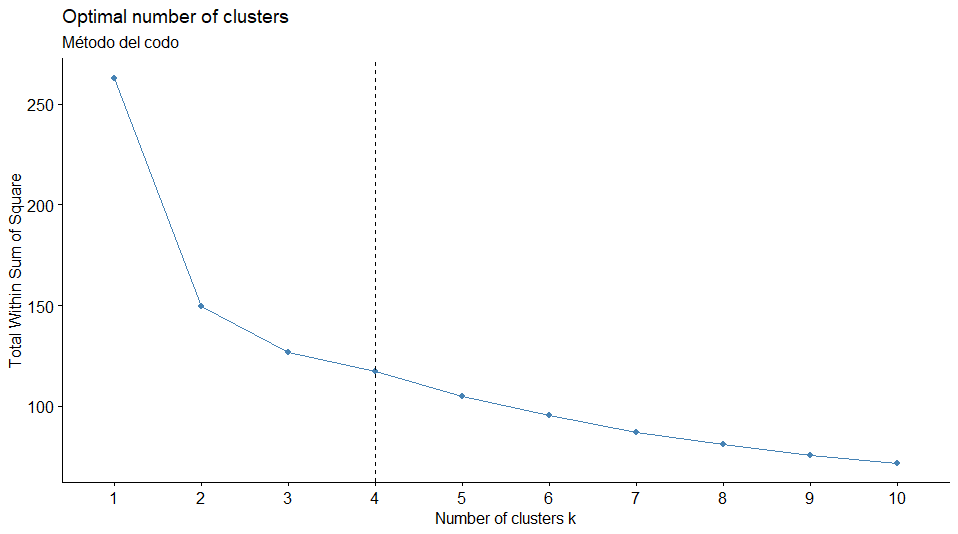 Optimal number of clusters
Método del codo
Total Within Sum of Square
250
200
150
100
1 2 3 4 5 6 7 8 9 10
Number of clusters k